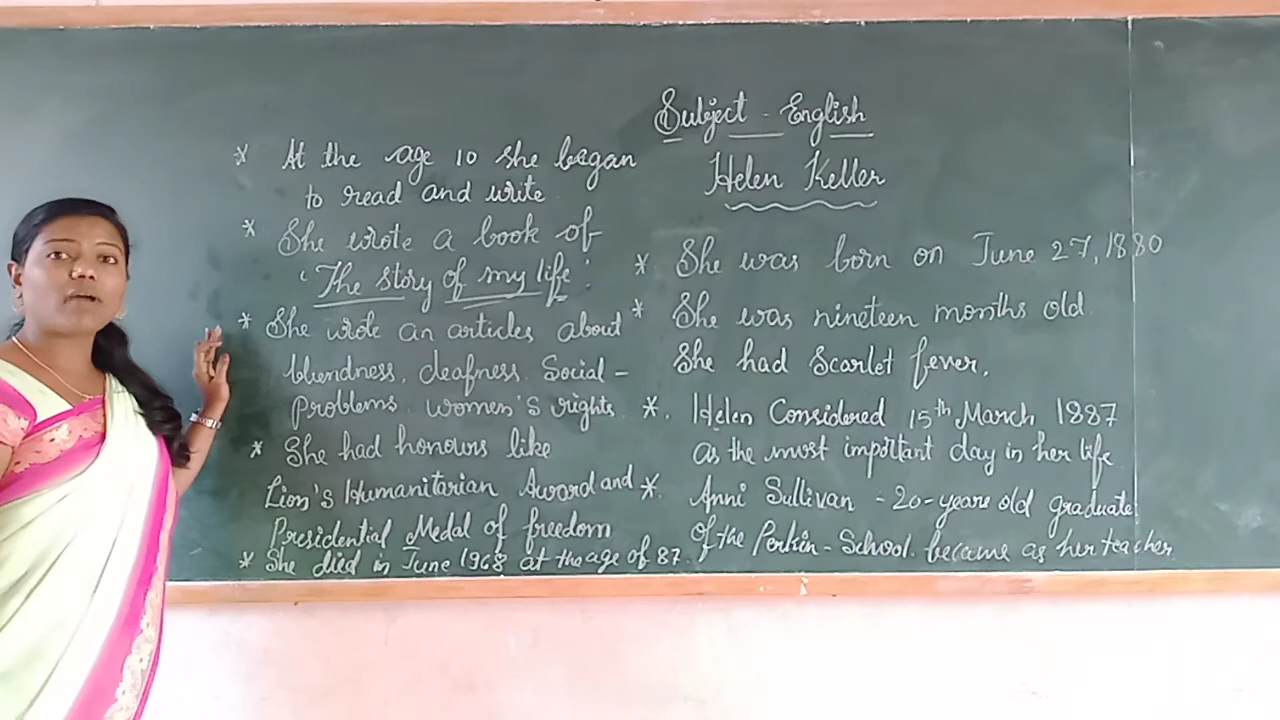 Subject - English
Helen Keller
* She was born on June 27, 1880
* She was nineteen months old.
She had Scarlet fever.
*. Helen Considered 15th March 1887
as the most important day in her life
*. Anni Sullivan - 20-years old graduate
of the Perkin - School. became as her teacher
* At the age 10 she began
to read and write.
* She wrote a book of
'The story of my life'.
* She wrote an articles about
blindness, deafness. Social -
problems. women's rights.
* She had honours like
Lion's Humanitarian Award and
Presidential Medal of freedom
* She died in June 1968 at the age of 87.